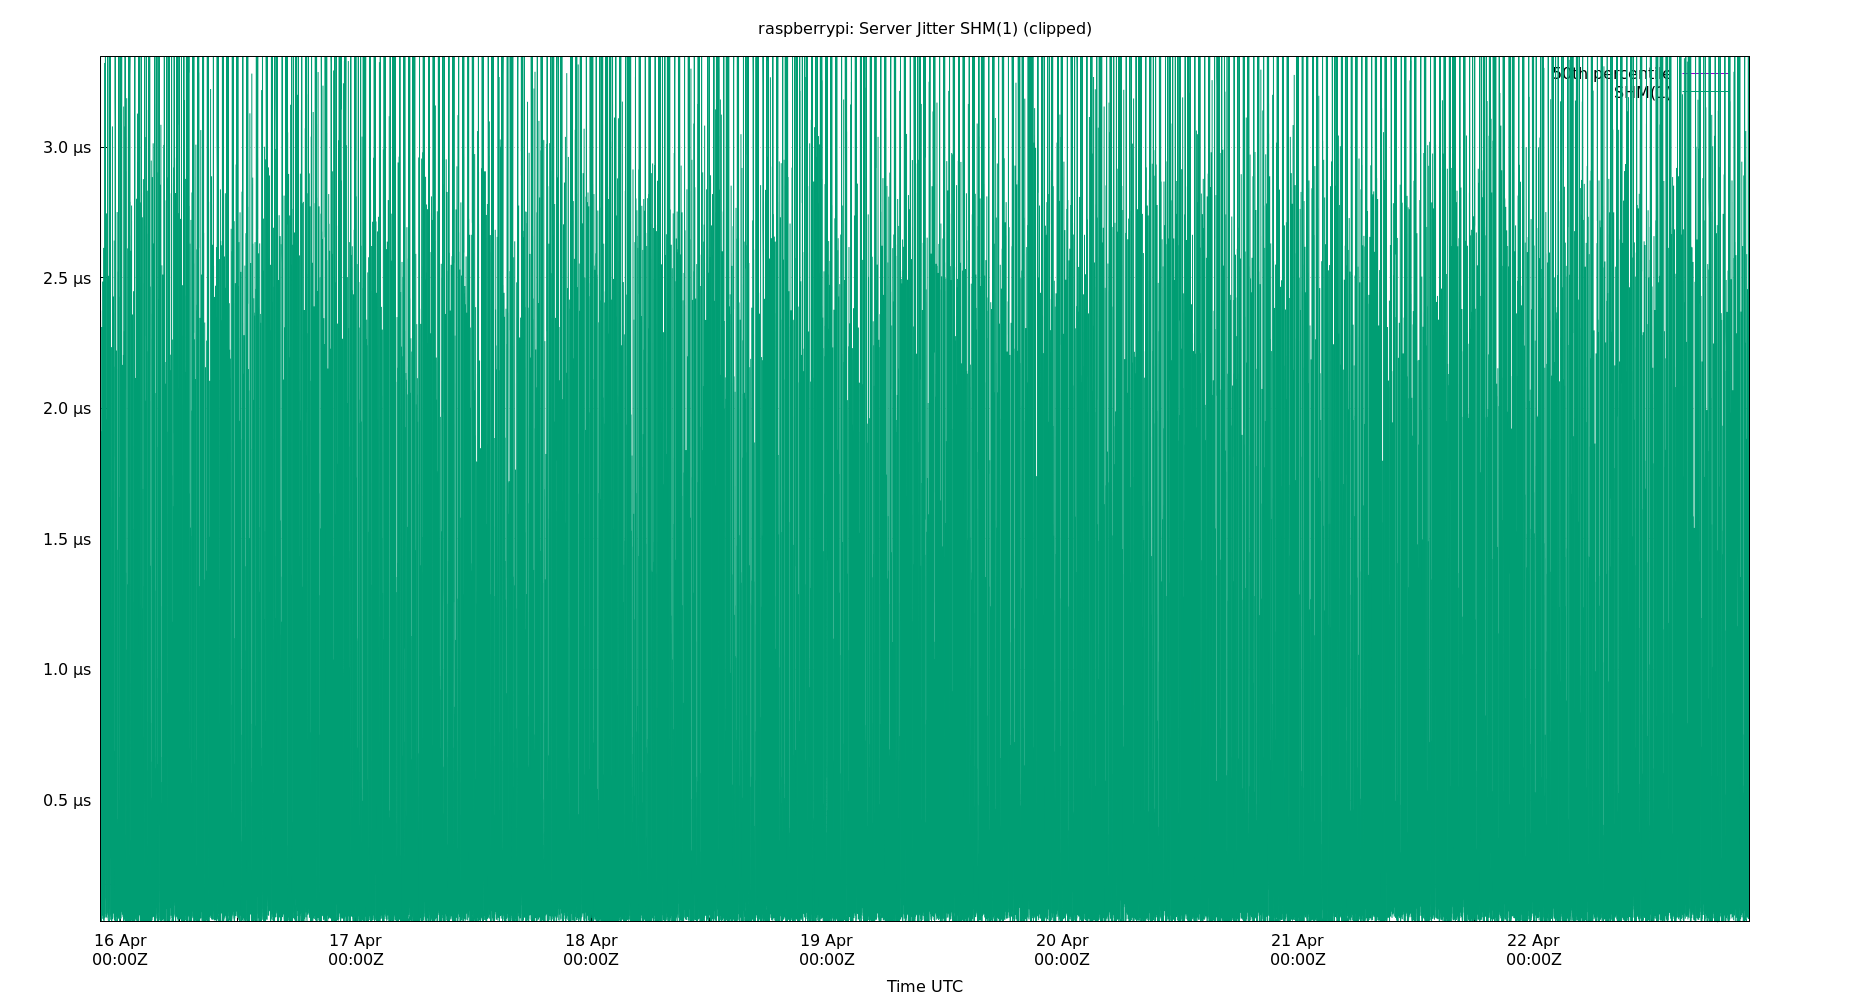 raspberrypi: Server Jitter SHM(1) (clipped)
50th percentile
SHM(1)
3.0 µs
2.5 µs
2.0 µs
1.5 µs
1.0 µs
0.5 µs
16 Apr 17 Apr 18 Apr 19 Apr 20 Apr 21 Apr 22 Apr
00:00Z 00:00Z 00:00Z 00:00Z 00:00Z 00:00Z 00:00Z
Time UTC